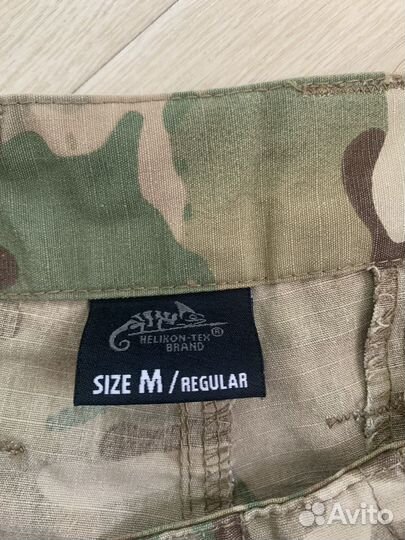 HELIKON-TEX®
BRAND
SIZE M / REGULAR
Avito